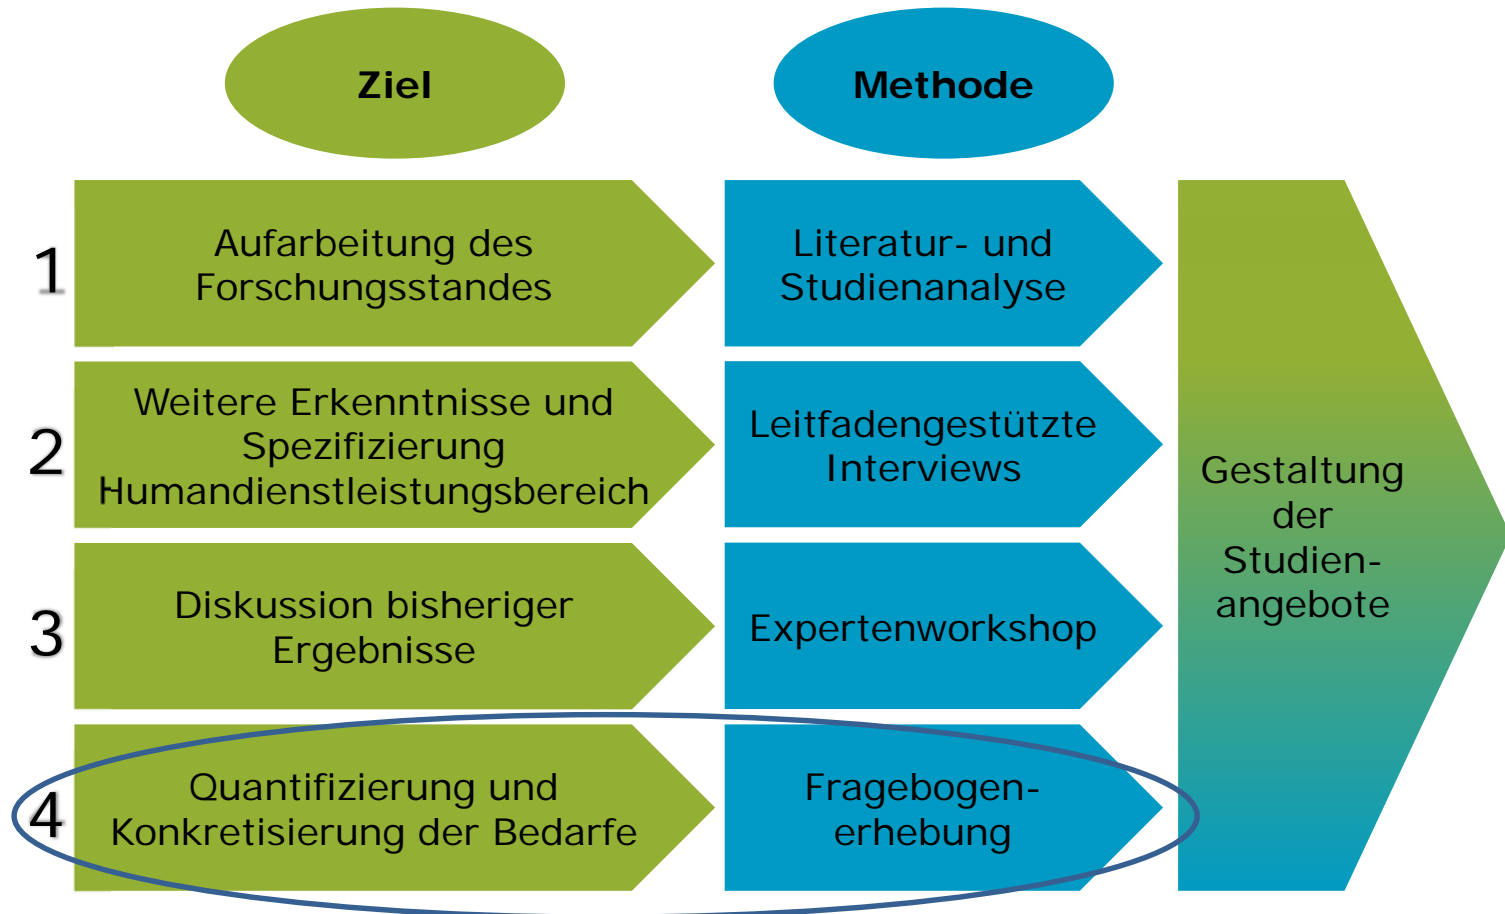 Ziel
Methode
1
Aufarbeitung des
Forschungsstandes
Literatur- und
Studienanalyse
2
Weitere Erkenntnisse und
Spezifizierung
Humandienstleistungsbereich
Leitfadengestützte
Interviews
3
Diskussion bisheriger
Ergebnisse
Expertenworkshop
4
Quantifizierung und
Konkretisierung der Bedarfe
Fragebogen-
erhebung
Gestaltung
der
Studien-
angebote